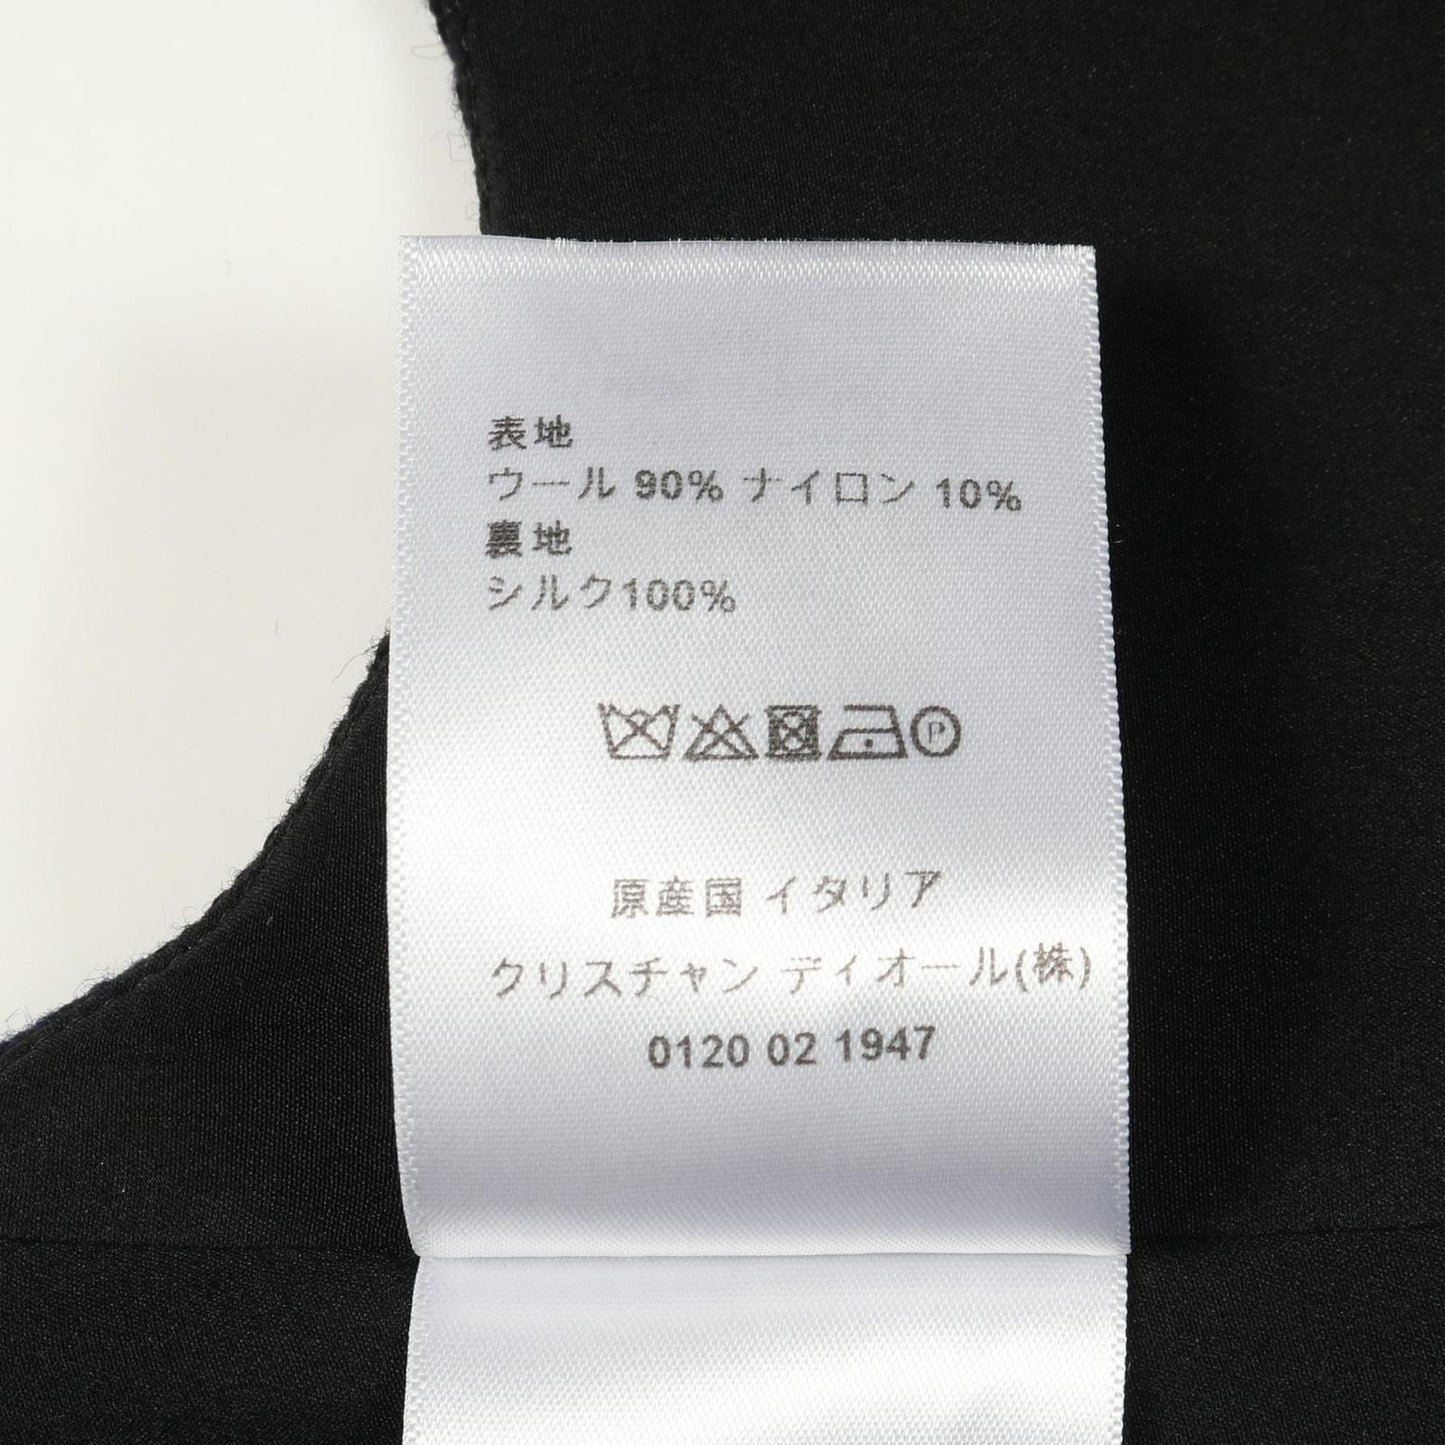 表地
ウール 90% ナイロン 10%
裏地
シルク100%
P
原産国 イタリア
クリスチャン ディオール(株)
0120 02 1947